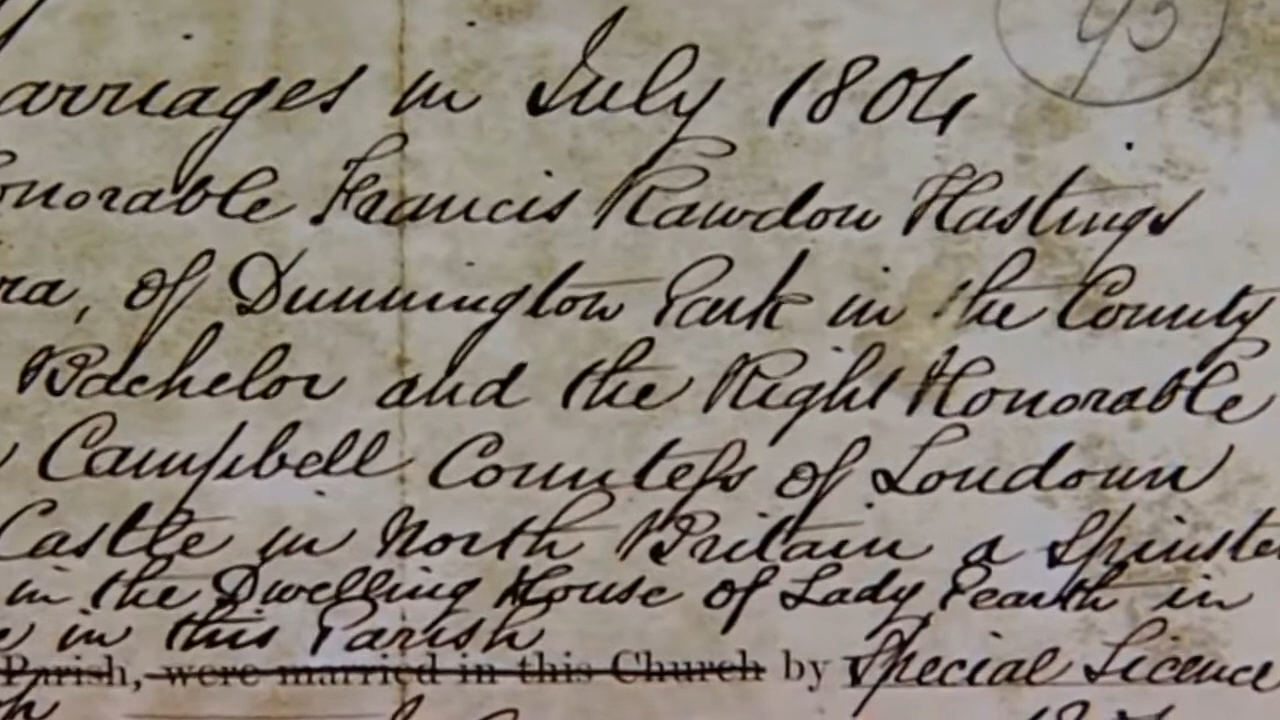 95
arriages in July 1804
onorable Francis Rawdon Hastings
ra, of Dunnington Park in the County
Bachelor and the Right Honorable
Campbell Countess of Loudoun
Castle in North Britain a Spinste
in the Dwelling House of Lady Pearth in
e in this Parish
Parish, were married in this Church by Special Licence